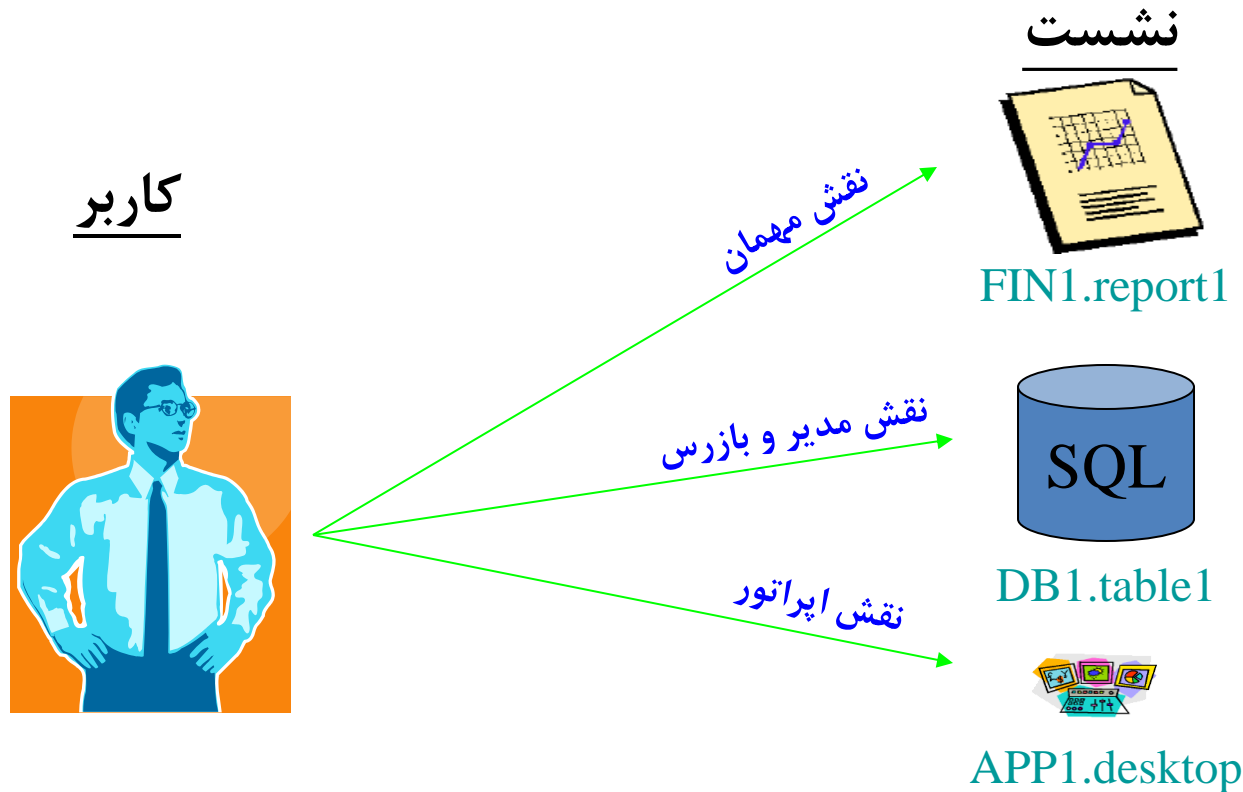 نشست
کاربر
نقش مهمان
FIN1.report1
نقش مدیر و بازرس
SQL
DB1.table1
نقش اپراتور
APP1.desktop